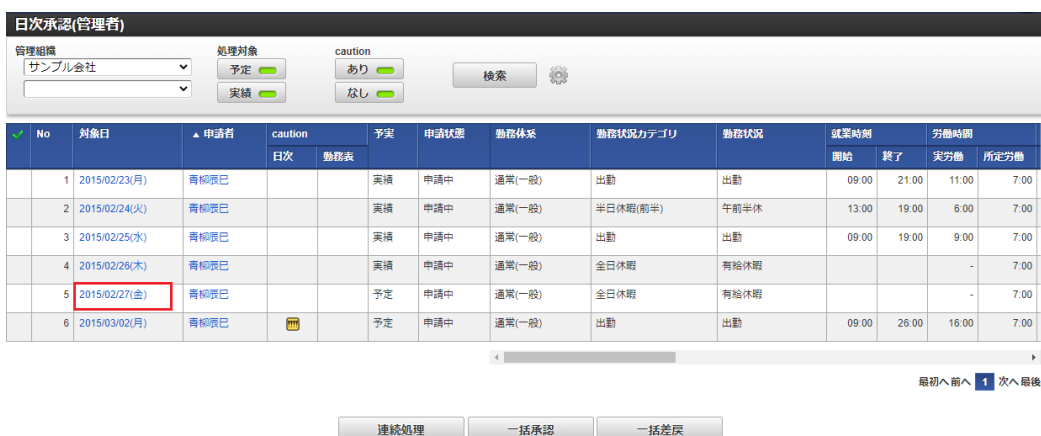 日次承認(管理者)
管理組織 処理対象 caution
サンプル会社 予定 あり 検索
実績 なし
No 対象日 ▲ 申請者 caution 予実 申請状態 勤務体系 勤務状況カテゴリ 勤務状況 就業時刻 労働時間
日次 勤務表 開始 終了 実労働 所定労働
1 2015/02/23(月) 青柳辰巳 実績 申請中 通常(一般) 出勤 出勤 09:00 21:00 11:00 7:00
2 2015/02/24(火) 青柳辰巳 実績 申請中 通常(一般) 半日休暇(前半) 午前半休 13:00 19:00 6:00 7:00
3 2015/02/25(水) 青柳辰巳 実績 申請中 通常(一般) 出勤 出勤 09:00 19:00 9:00 7:00
4 2015/02/26(木) 青柳辰巳 実績 申請中 通常(一般) 全日休暇 有給休暇 - 7:00
5 2015/02/27(金) 青柳辰巳 予定 申請中 通常(一般) 全日休暇 有給休暇 - 7:00
6 2015/03/02(月) 青柳辰巳 予定 申請中 通常(一般) 出勤 出勤 09:00 26:00 16:00 7:00
最初へ 前へ 1 次へ 最後
連続処理 一括承認 一括差戻